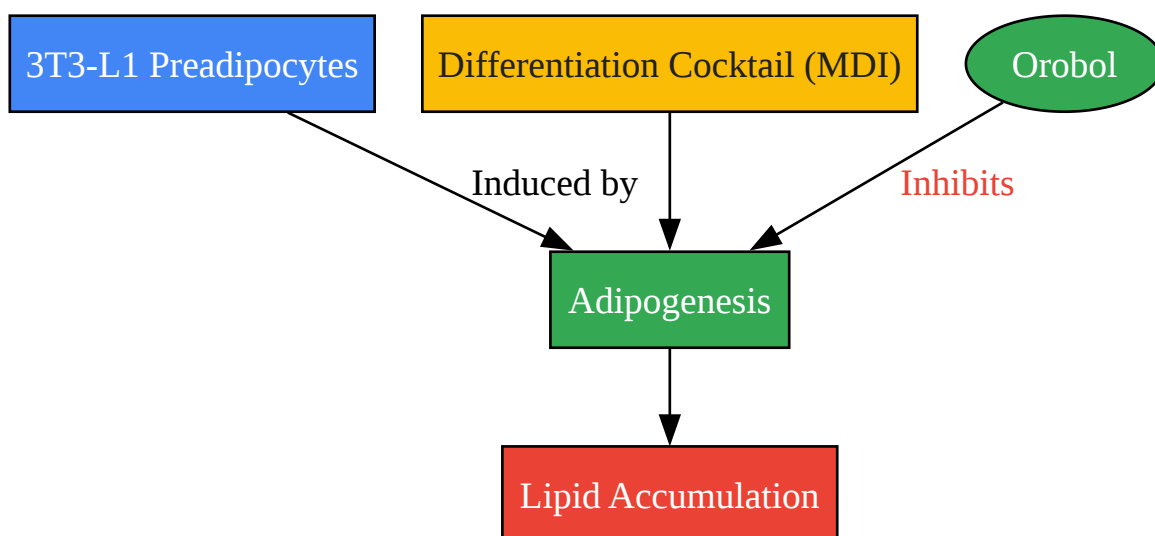 3T3-L1 Preadipocytes
Differentiation Cocktail (MDI)
Orobol
Induced by
Inhibits
Adipogenesis
Lipid Accumulation